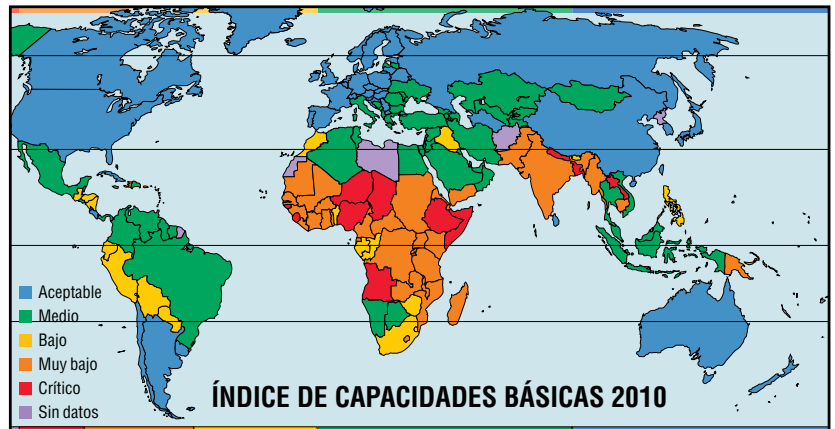 Aceptable
Medio
Bajo
Muy bajo
Crítico
Sin datos
ÍNDICE DE CAPACIDADES BÁSICAS 2010